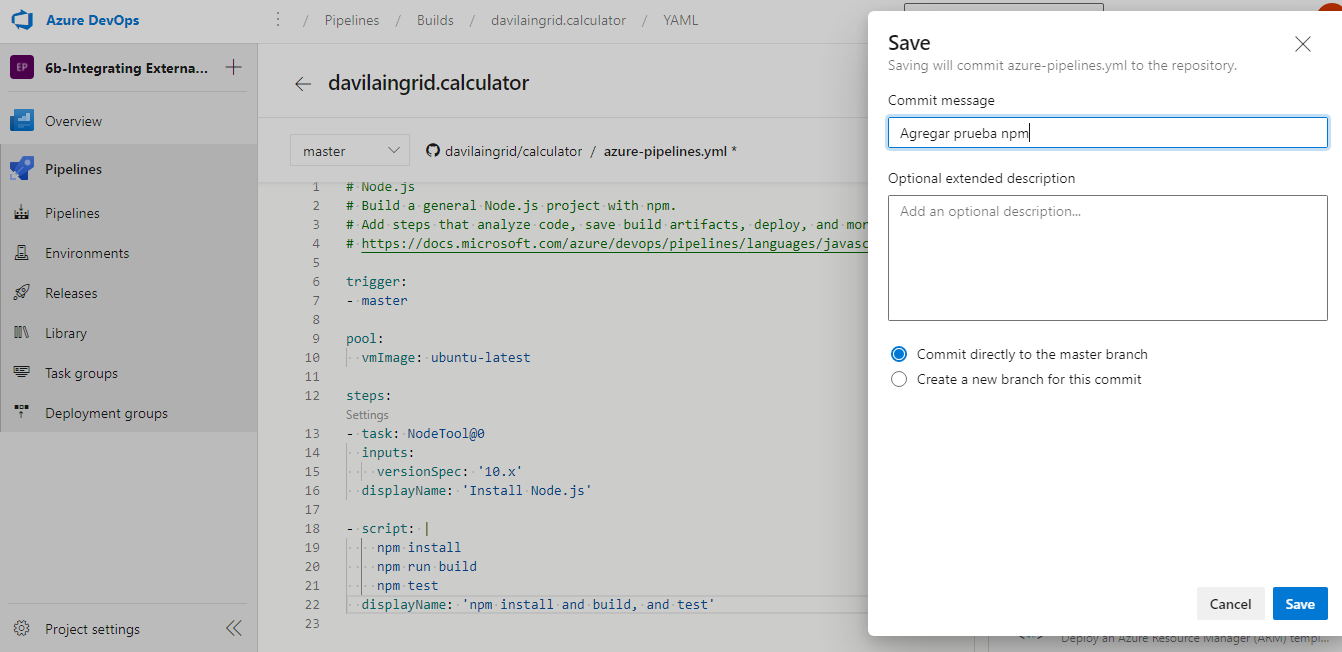 Azure DevOps
/ Pipelines / Builds / davilaingrid.calculator / YAML
EP 6b-Integrating Externa...
Overview
Pipelines
Pipelines
Environments
Releases
Library
Task groups
Deployment groups
Project settings
davilaingrid.calculator
master
davilaingrid/calculator / azure-pipelines.yml *
1 # Node.js
2 # Build a general Node.js project with npm.
3 # Add steps that analyze code, save build artifacts, deploy, and mor
4 # https://docs.microsoft.com/azure/devops/pipelines/languages/javasc
5
6 trigger:
7 - master
8
9 pool:
10 vmImage: ubuntu-latest
11
12 steps:
Settings
13 - task: NodeTool@0
14 inputs:
15 versionSpec: '10.x'
16 displayName: 'Install Node.js'
17
18 - script: |
19 npm install
20 npm run build
21 npm test
22 displayName: 'npm install and build, and test'
23
Save
Saving will commit azure-pipelines.yml to the repository.
Commit message
Agregar prueba npm
Optional extended description
Add an optional description...
Commit directly to the master branch
Create a new branch for this commit
Cancel
Save
Deploy an Azure Resource Manager (ARM) templ...